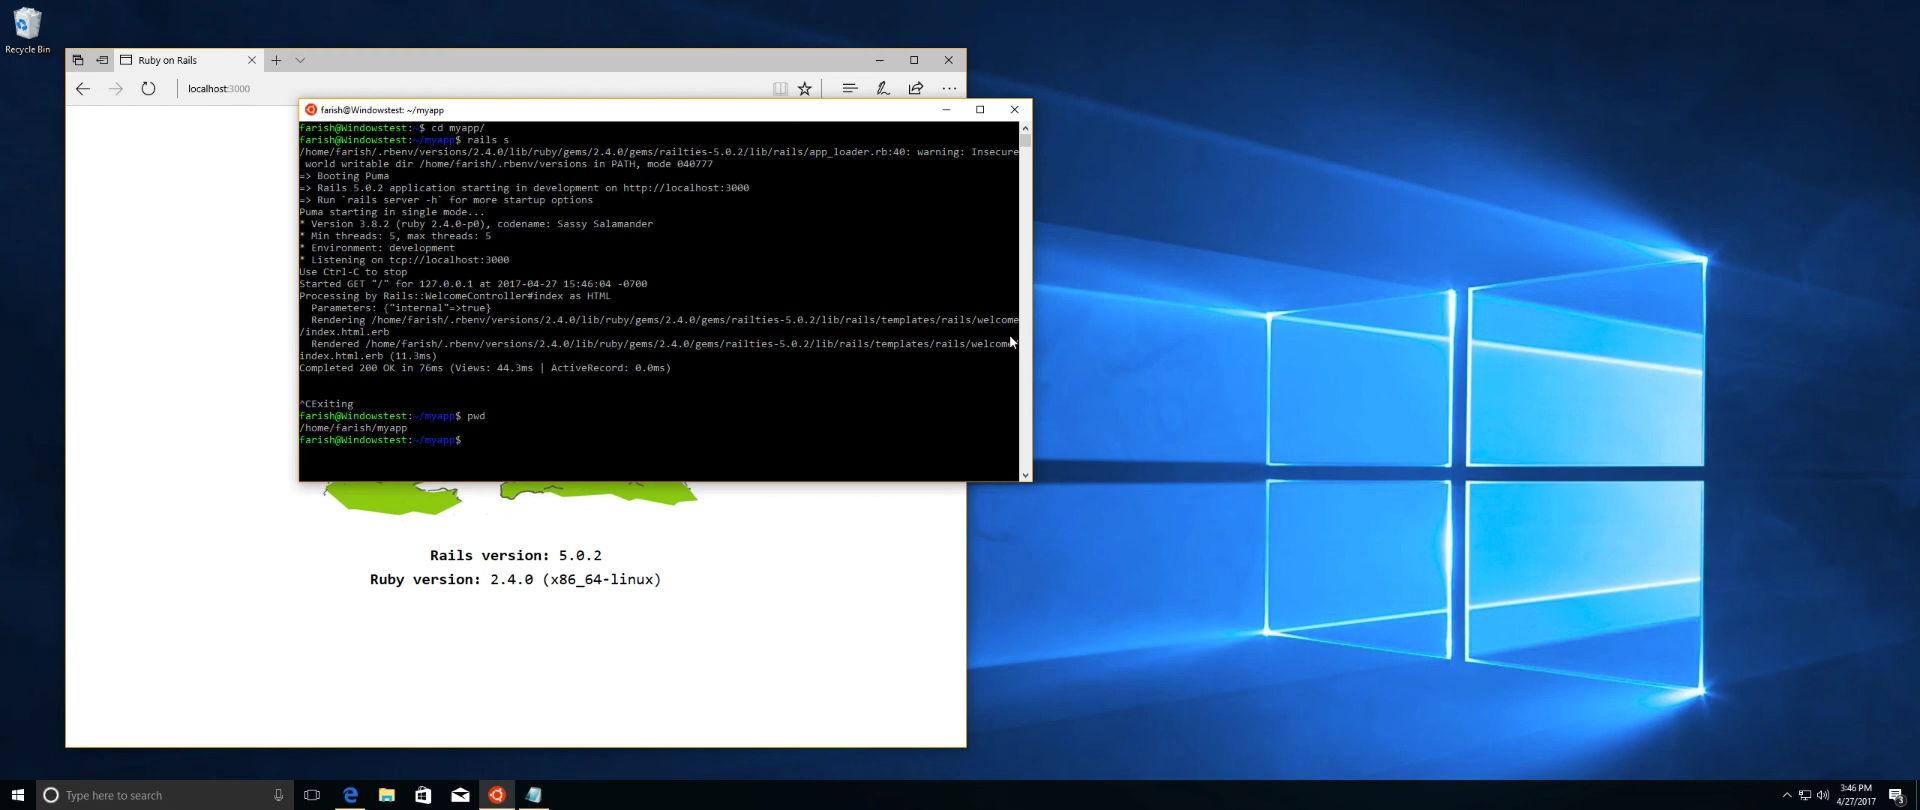 Recycle Bin
Ruby on Rails
localhost:3000
farish@Windowstest: ~/myapp
farish@Windowstest:~$ cd myapp/
farish@Windowstest:~/myapp$ rails s
/home/farish/.rbenv/versions/2.4.0/lib/ruby/gems/2.4.0/gems/railties-5.0.2/lib/rails/app_loader.rb:40: warning: Insecure
world writable dir /home/farish/.rbenv/versions in PATH, mode 040777
=> Booting Puma
=> Rails 5.0.2 application starting in development on http://localhost:3000
=> Run `rails server -h` for more startup options
Puma starting in single mode...
* Version 3.8.2 (ruby 2.4.0-p0), codename: Sassy Salamander
* Min threads: 5, max threads: 5
* Environment: development
* Listening on tcp://localhost:3000
Use Ctrl-C to stop
Started GET "/" for 127.0.0.1 at 2017-04-27 15:46:04 -0700
Processing by Rails::WelcomeController#index as HTML
Parameters: {"internal"=>true}
Rendering /home/farish/.rbenv/versions/2.4.0/lib/ruby/gems/2.4.0/gems/railties-5.0.2/lib/rails/templates/rails/welcome
/index.html.erb
Rendered /home/farish/.rbenv/versions/2.4.0/lib/ruby/gems/2.4.0/gems/railties-5.0.2/lib/rails/templates/rails/welcome/
index.html.erb (11.3ms)
Completed 200 OK in 76ms (Views: 44.3ms | ActiveRecord: 0.0ms)
^CExiting
farish@Windowstest:~/myapp$ pwd
/home/farish/myapp
farish@Windowstest:~/myapp$
Rails version: 5.0.2
Ruby version: 2.4.0 (x86_64-linux)
Type here to search
3:46 PM
4/27/2017
3